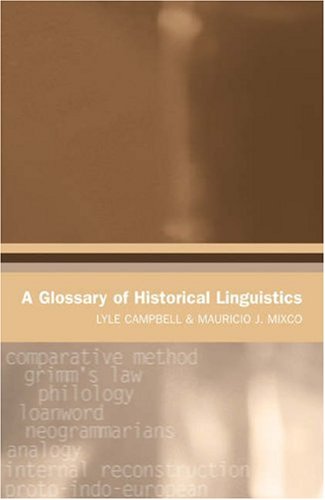 A Glossary of Historical Linguistics
LYLE CAMPBELL & MAURICIO J. MIXCO
comparative method
grimm's law
philology
loanword
neogrammarians
analogy
internal reconstruction
proto-indo-european